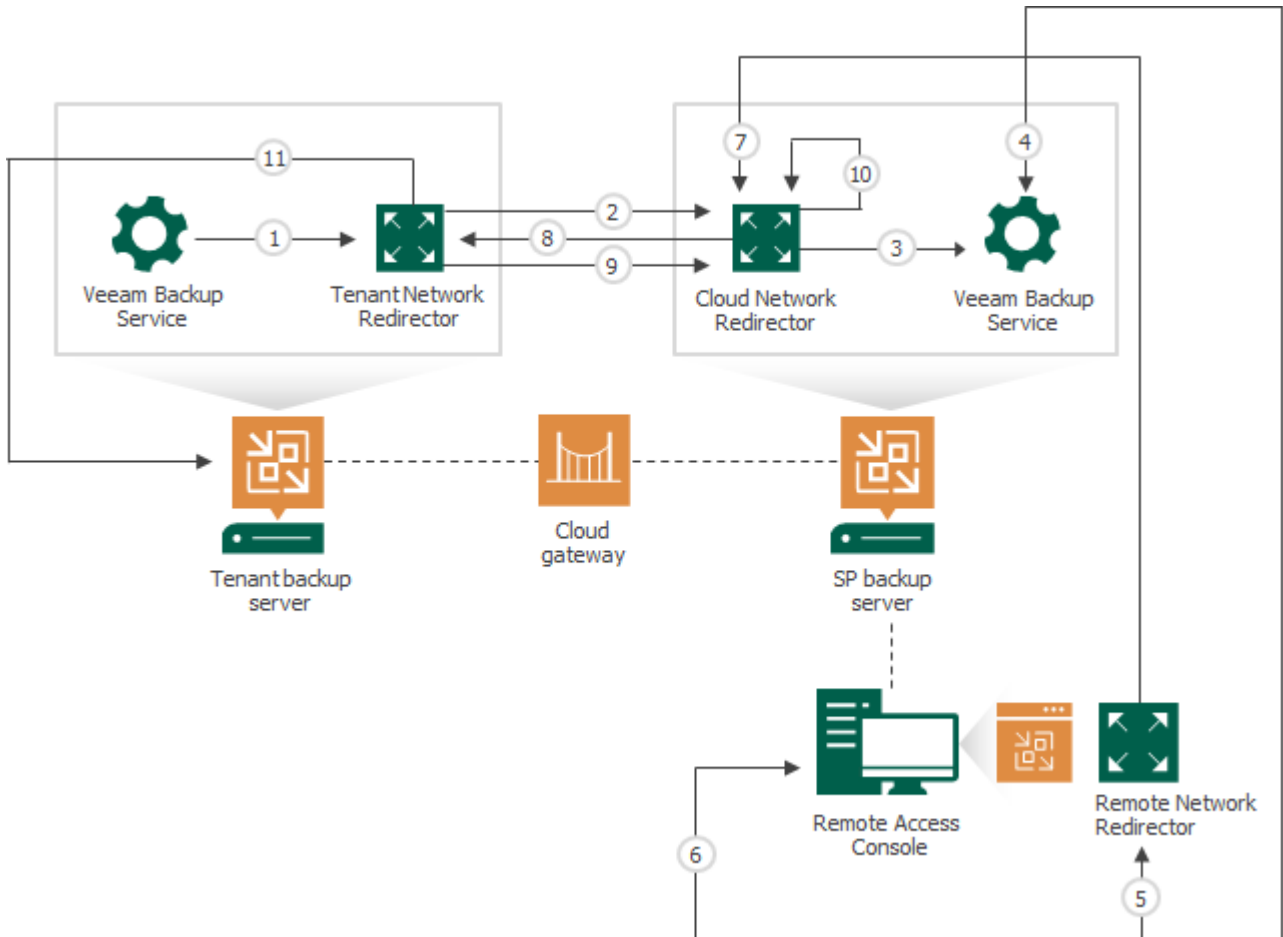 7
4
11
10
2
1
8
3
9
Veeam Backup
Service
Tenant Network
Redirector
Cloud Network
Redirector
Veeam Backup
Service
Cloud
gateway
Tenant backup
server
SP backup
server
Remote Network
Redirector
Remote Access
Console
6
5